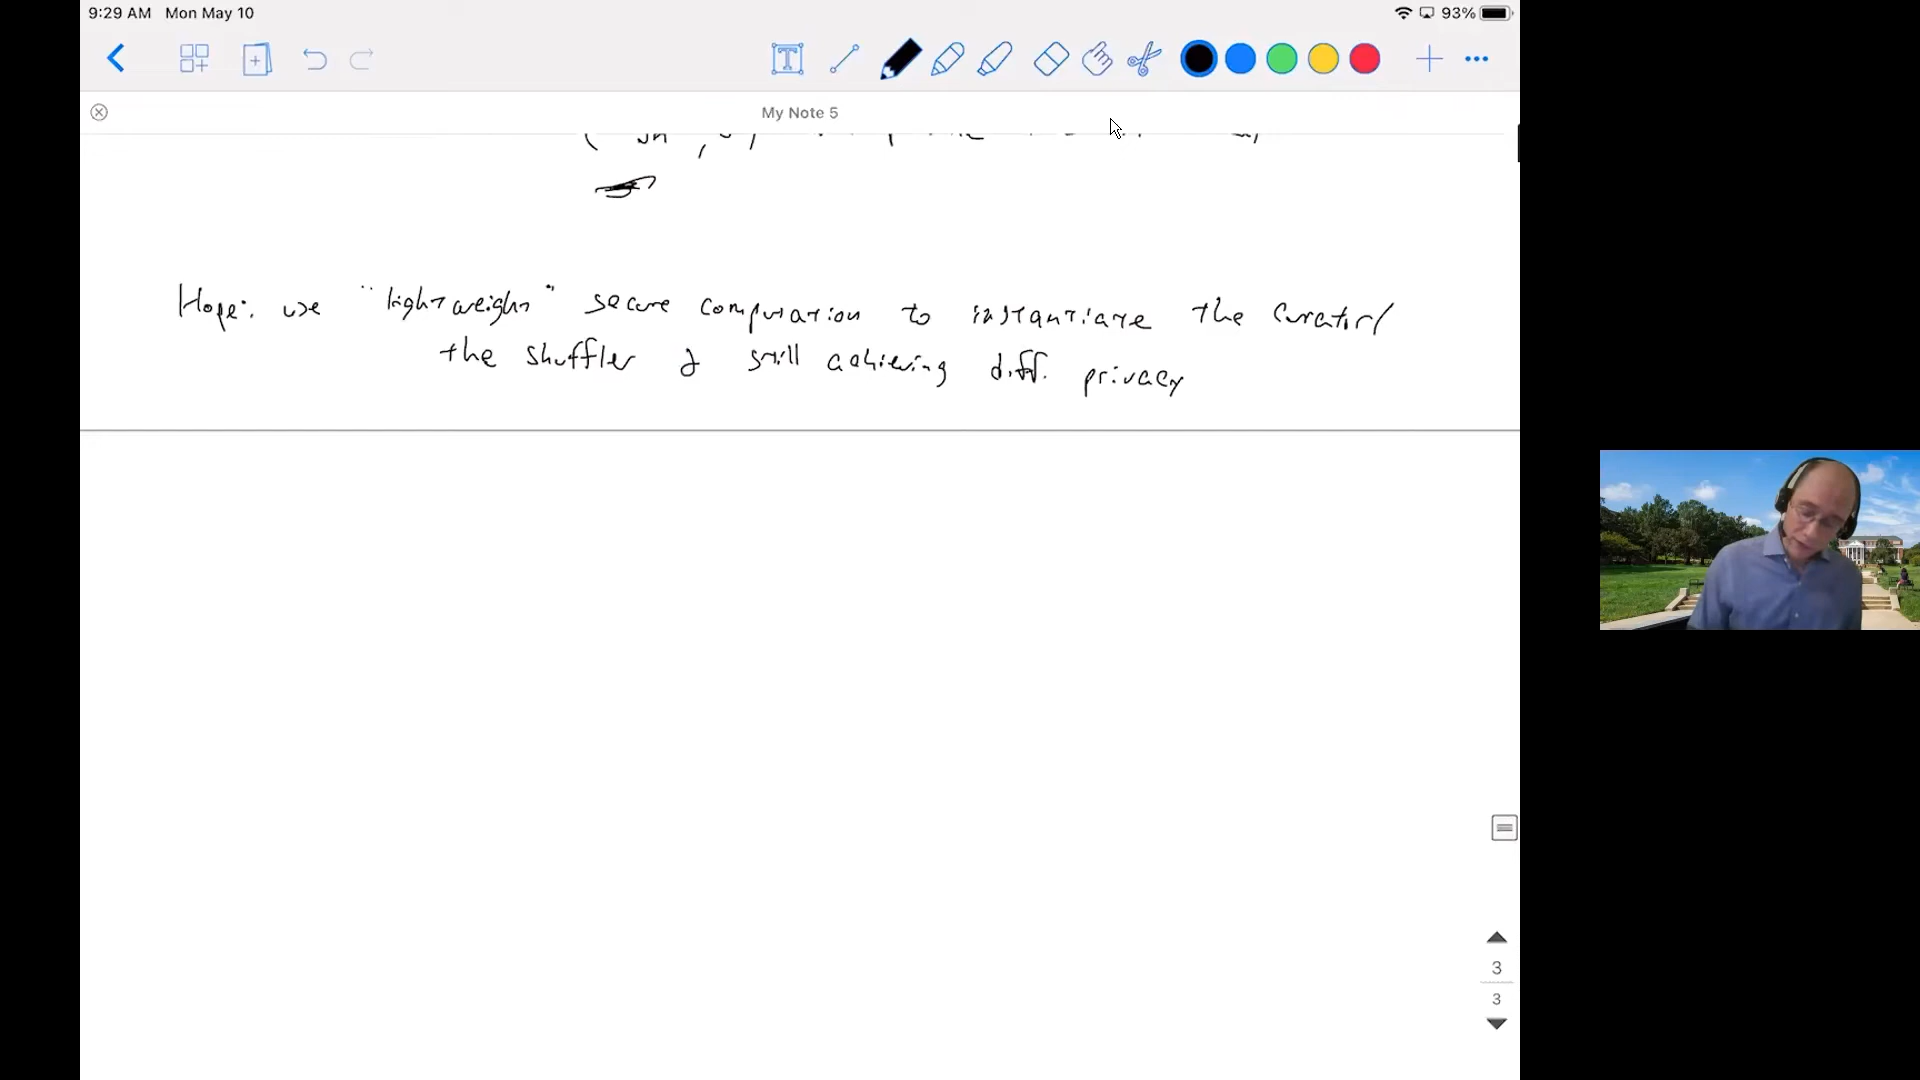 9:29 AM Mon May 10
93%
My Note 5
Hope: use "lightweight" secure computation to instantiate the curator/
the shuffler & still achieving diff. privacy
3
3